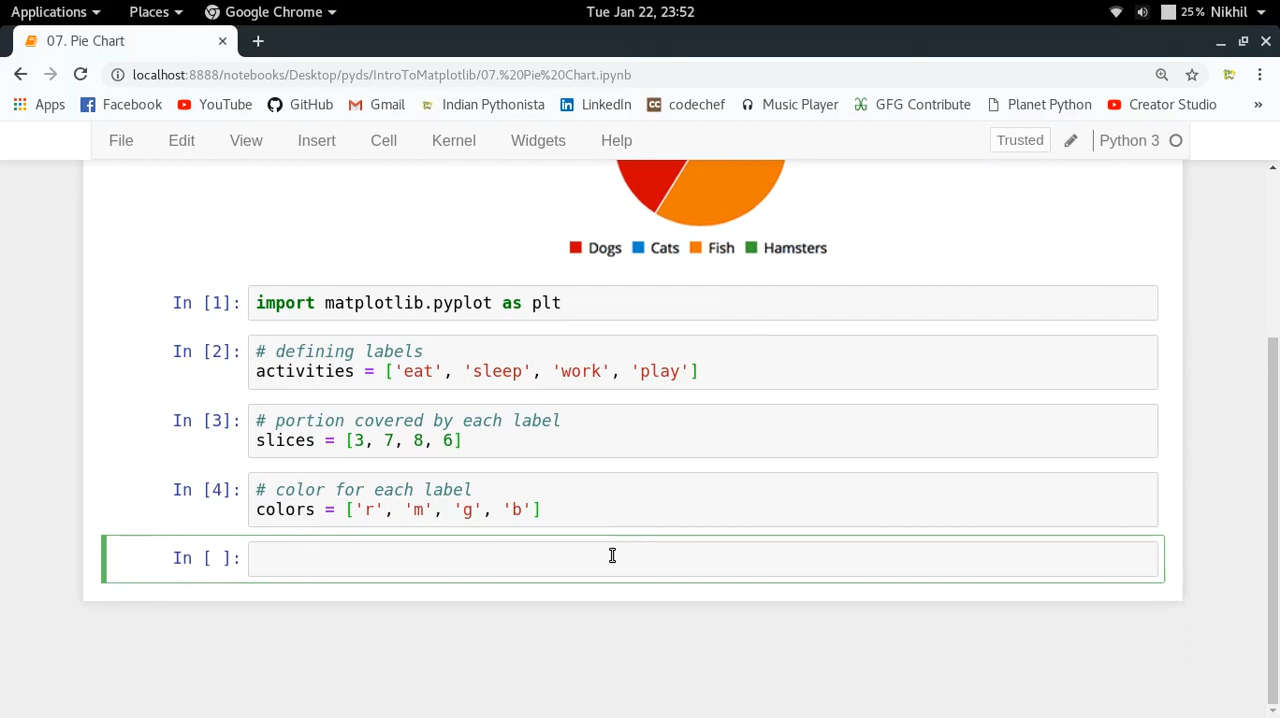 Applications Places Google Chrome Tue Jan 22, 23:52 25% Nikhil
07. Pie Chart
localhost:8888/notebooks/Desktop/pyds/IntroToMatplotlib/07.%20Pie%20Chart.ipynb
Apps Facebook YouTube GitHub Gmail Indian Pythonista LinkedIn CC codechef Music Player GFG Contribute Planet Python Creator Studio »
File Edit View Insert Cell Kernel Widgets Help Trusted Python 3
Dogs Cats Fish Hamsters
In [1]: import matplotlib.pyplot as plt
In [2]: # defining labels
activities = ['eat', 'sleep', 'work', 'play']
In [3]: # portion covered by each label
slices = [3, 7, 8, 6]
In [4]: # color for each label
colors = ['r', 'm', 'g', 'b']
In [ ]: